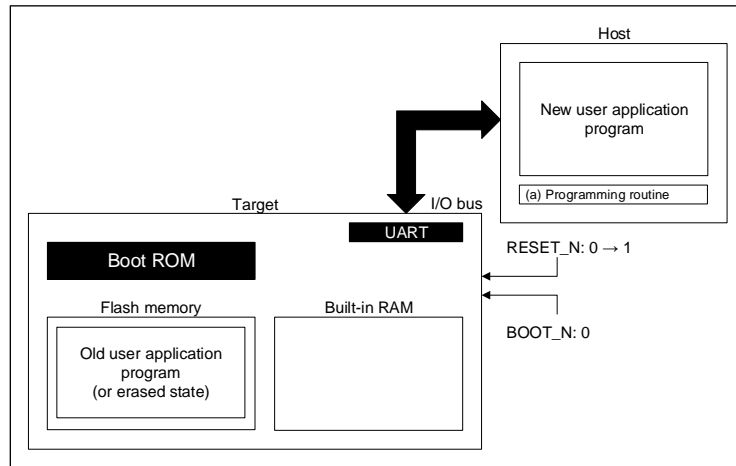 Host
New user application
program
(a) Programming routine
Target
I/O bus
UART
Boot ROM
RESET_N: 0 → 1
Flash memory
Built-in RAM
BOOT_N: 0
Old user application
program
(or erased state)